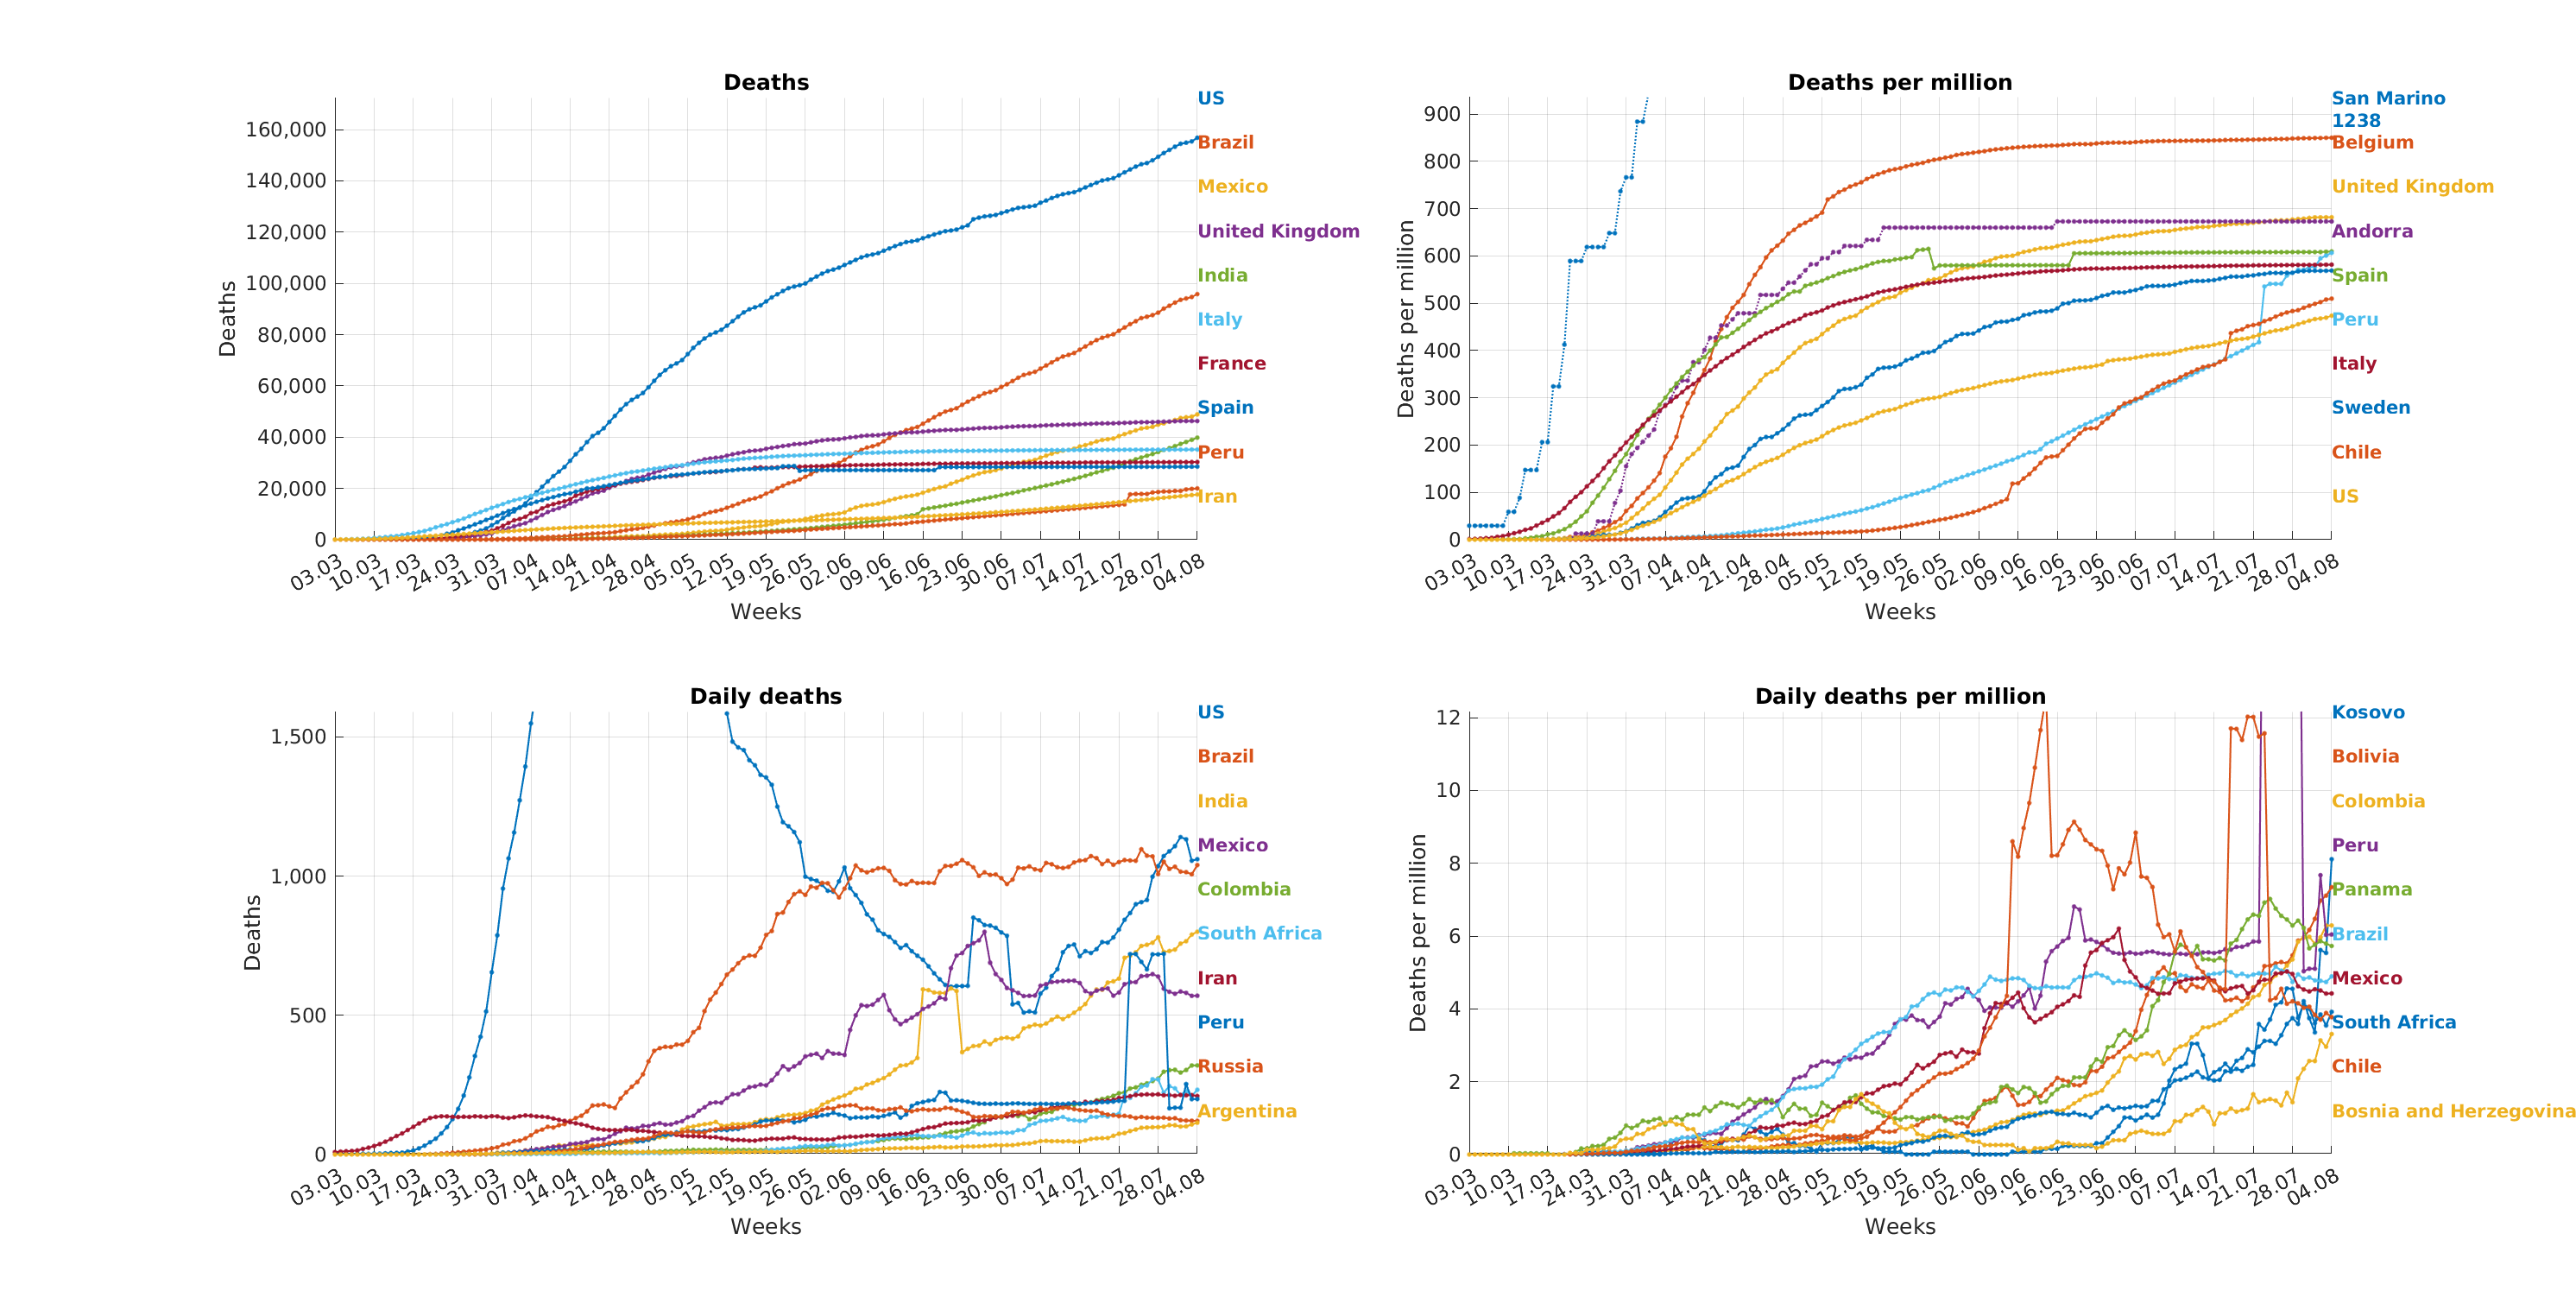 Deaths
160,000
140,000
120,000
100,000
80,000
60,000
40,000
20,000
0
Deaths
03.03 10.03 17.03 24.03 31.03 07.04 14.04 21.04 28.04 05.05 12.05 19.05 26.05 02.06 09.06 16.06 23.06 30.06 07.07 14.07 21.07 28.07 04.08
Weeks
US
Brazil
Mexico
United Kingdom
India
Italy
France
Spain
Peru
Iran
Deaths per million
900
800
700
600
500
400
300
200
100
0
Deaths per million
03.03 10.03 17.03 24.03 31.03 07.04 14.04 21.04 28.04 05.05 12.05 19.05 26.05 02.06 09.06 16.06 23.06 30.06 07.07 14.07 21.07 28.07 04.08
Weeks
San Marino
1238
Belgium
United Kingdom
Andorra
Spain
Peru
Italy
Sweden
Chile
US
Daily deaths
1,500
1,000
500
0
Deaths
03.03 10.03 17.03 24.03 31.03 07.04 14.04 21.04 28.04 05.05 12.05 19.05 26.05 02.06 09.06 16.06 23.06 30.06 07.07 14.07 21.07 28.07 04.08
Weeks
US
Brazil
India
Mexico
Colombia
South Africa
Iran
Peru
Russia
Argentina
Daily deaths per million
12
10
8
6
4
2
0
Deaths per million
03.03 10.03 17.03 24.03 31.03 07.04 14.04 21.04 28.04 05.05 12.05 19.05 26.05 02.06 09.06 16.06 23.06 30.06 07.07 14.07 21.07 28.07 04.08
Weeks
Kosovo
Bolivia
Colombia
Peru
Panama
Brazil
Mexico
South Africa
Chile
Bosnia and Herzegovina